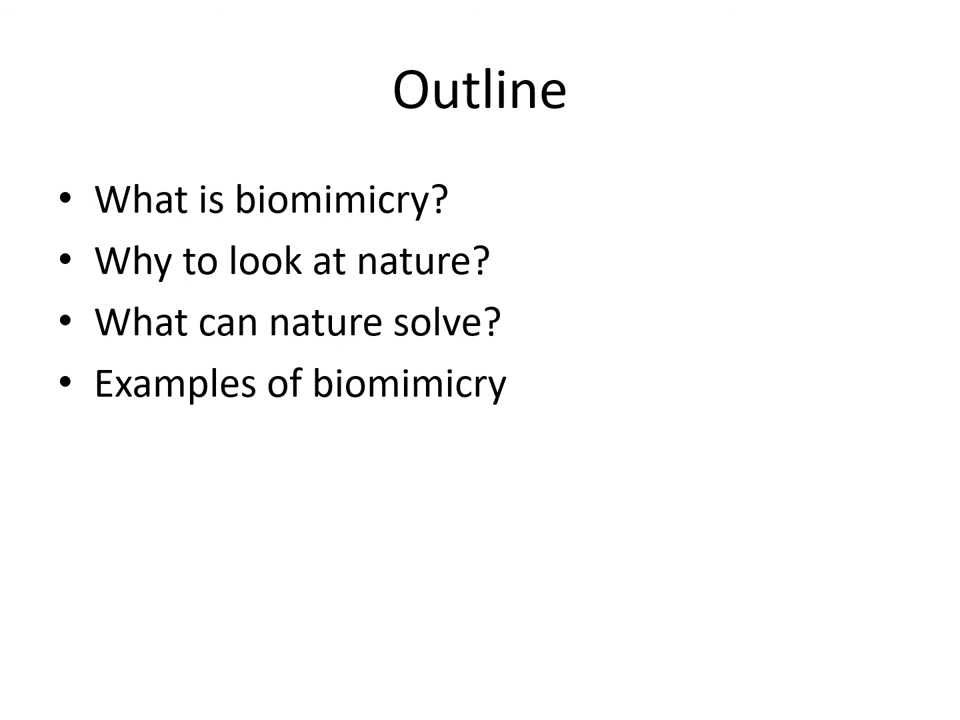 Outline
• What is biomimicry?
• Why to look at nature?
• What can nature solve?
• Examples of biomimicry